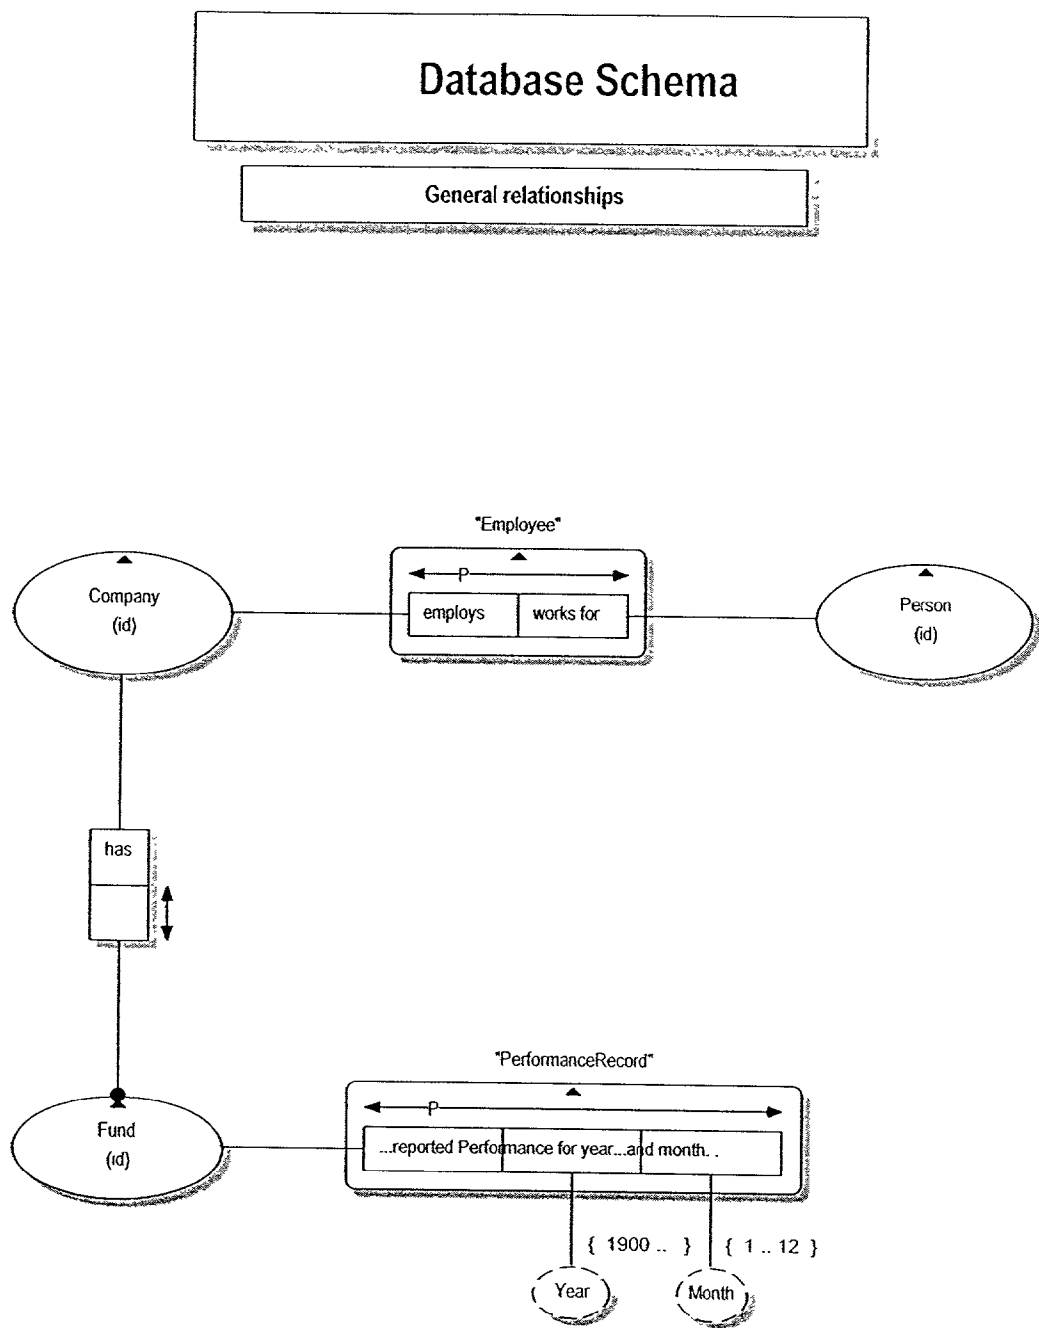 Database Schema
General relationships
"Employee"
P
Company
(id)
employs
works for
Person
(id)
has
"PerformanceRecord"
P
Fund
(id)
...reported Performance for year...and month. .
{ 1900 .. }
{ 1 .. 12 }
Year
Month